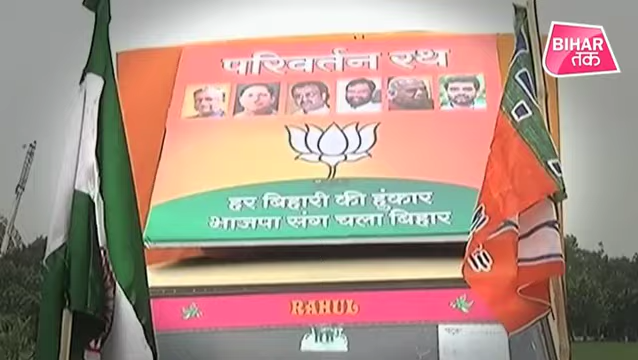 BIHAR
तक
परिवर्तन रथ
हर बिहारी की हूंकार
भाजपा संग चला बिहार
RAHUL